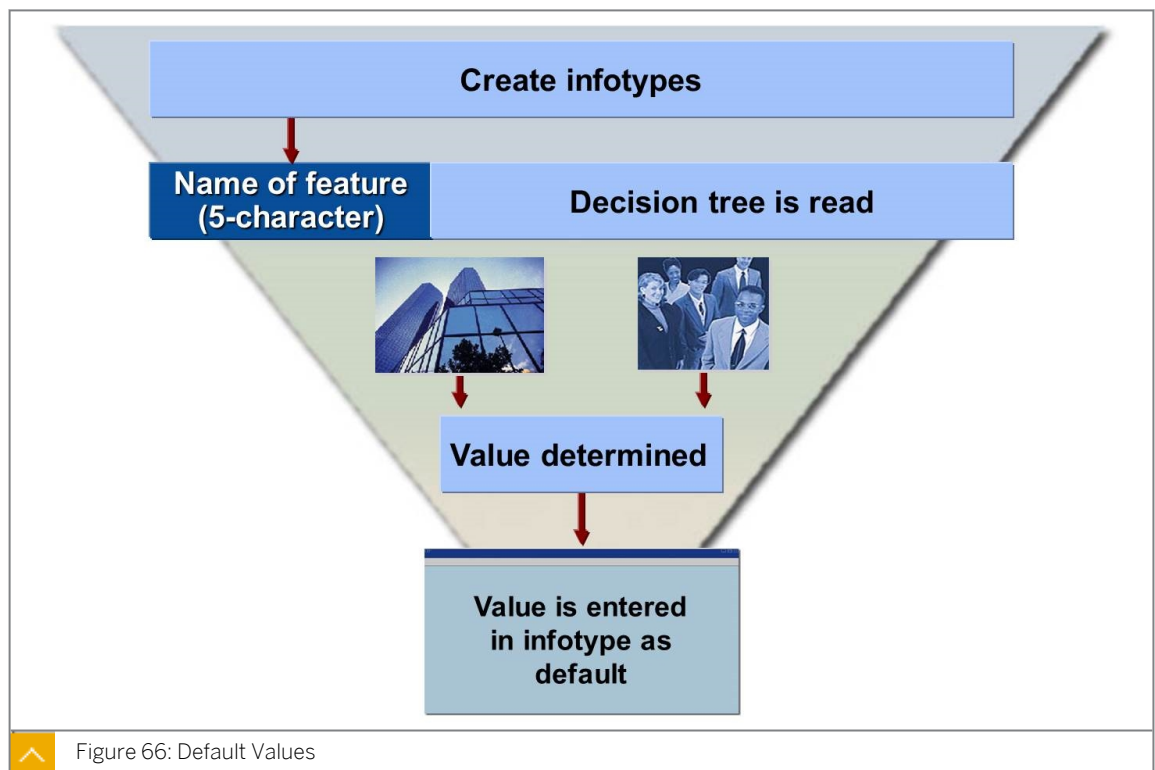 Create infotypes
Name of feature
(5-character)
Decision tree is read
Value determined
Value is entered
in infotype as
default
Figure 66: Default Values